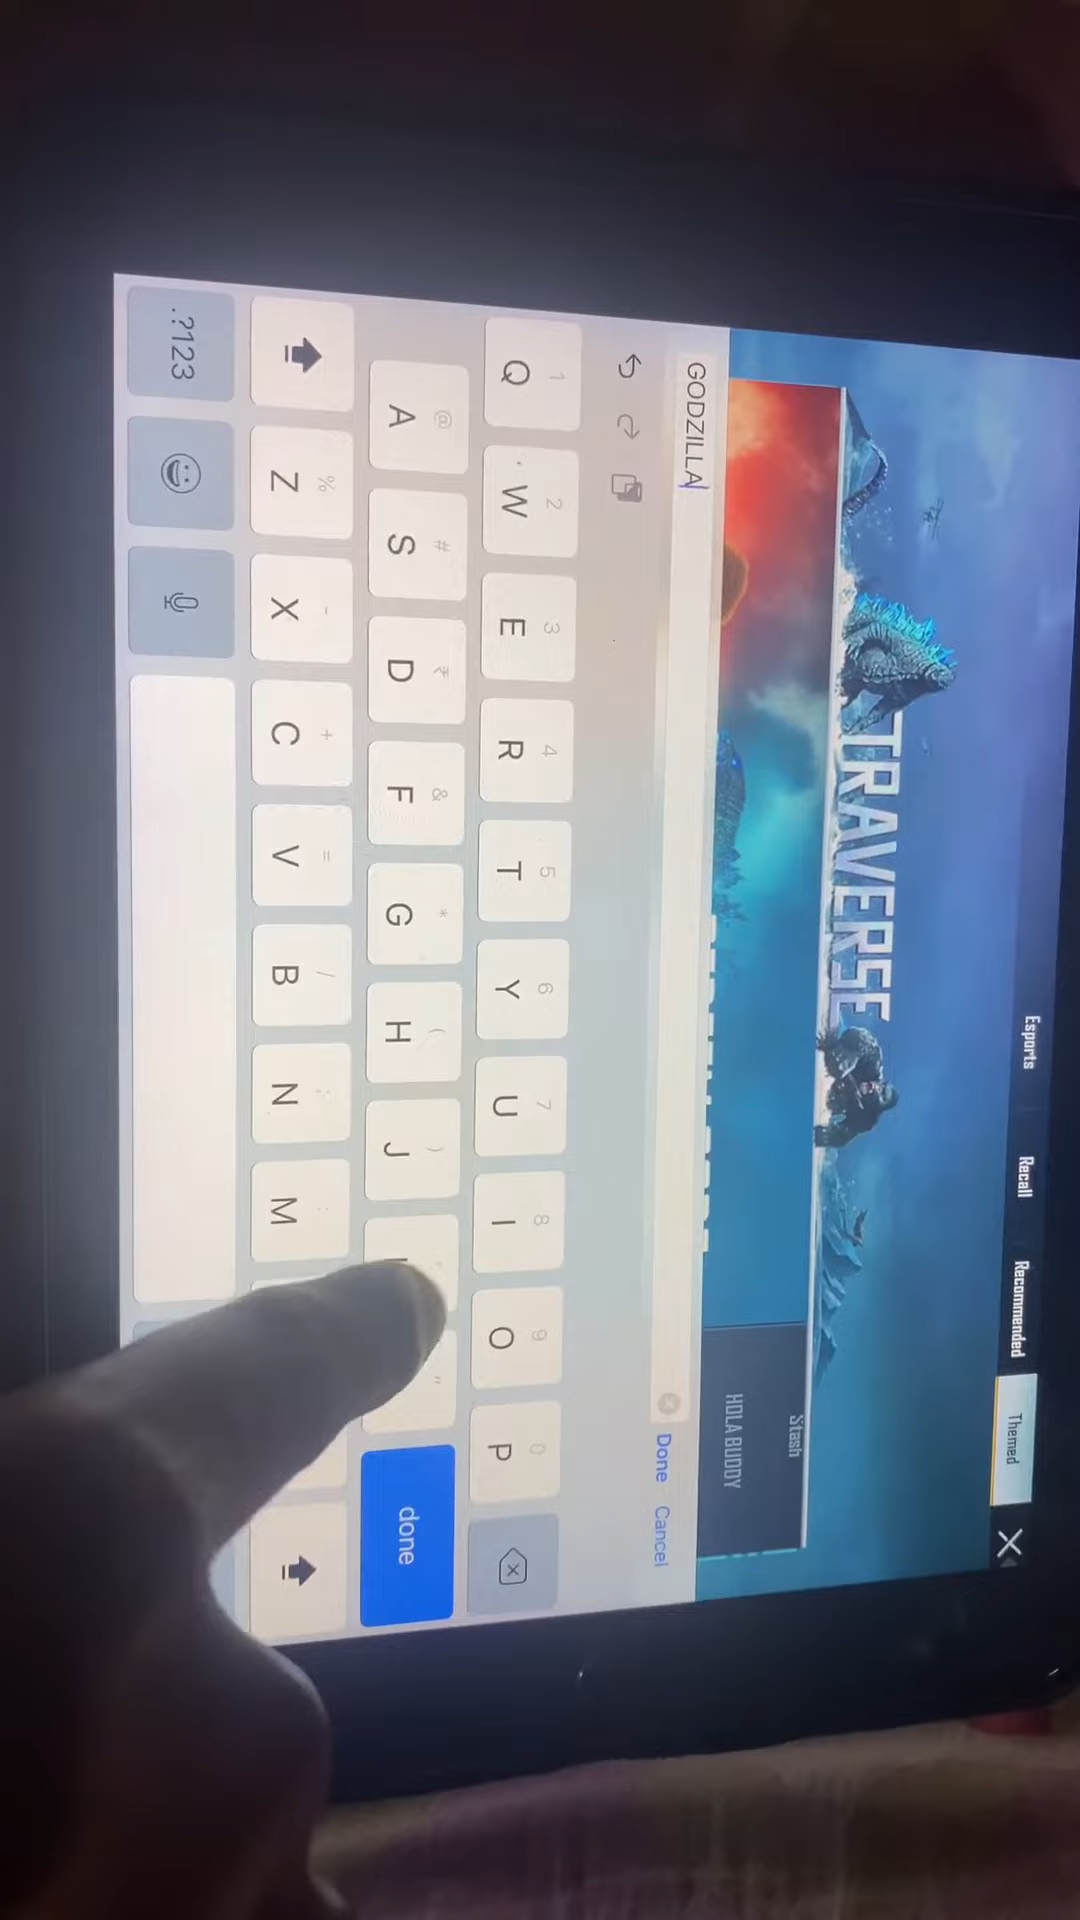 Esports
Recall
Recommended
Themed
TRAVERSE
Stash
HOLA BUDDY
GODZILLA
Done
Cancel
1 2 3 4 5 6 7 8 9 0
Q W E R T Y U I O P
@ # ₹ & * ( ) "
A S D F G H J
done
% - + = / ; :
Z X C V B N M
.?123